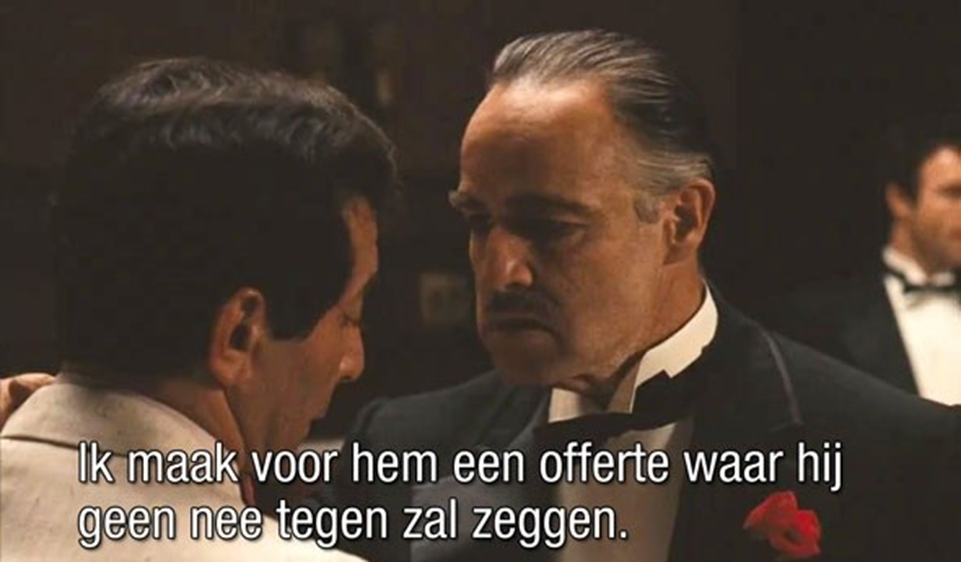 Ik maak voor hem een offerte waar hij
geen nee tegen zal zeggen.